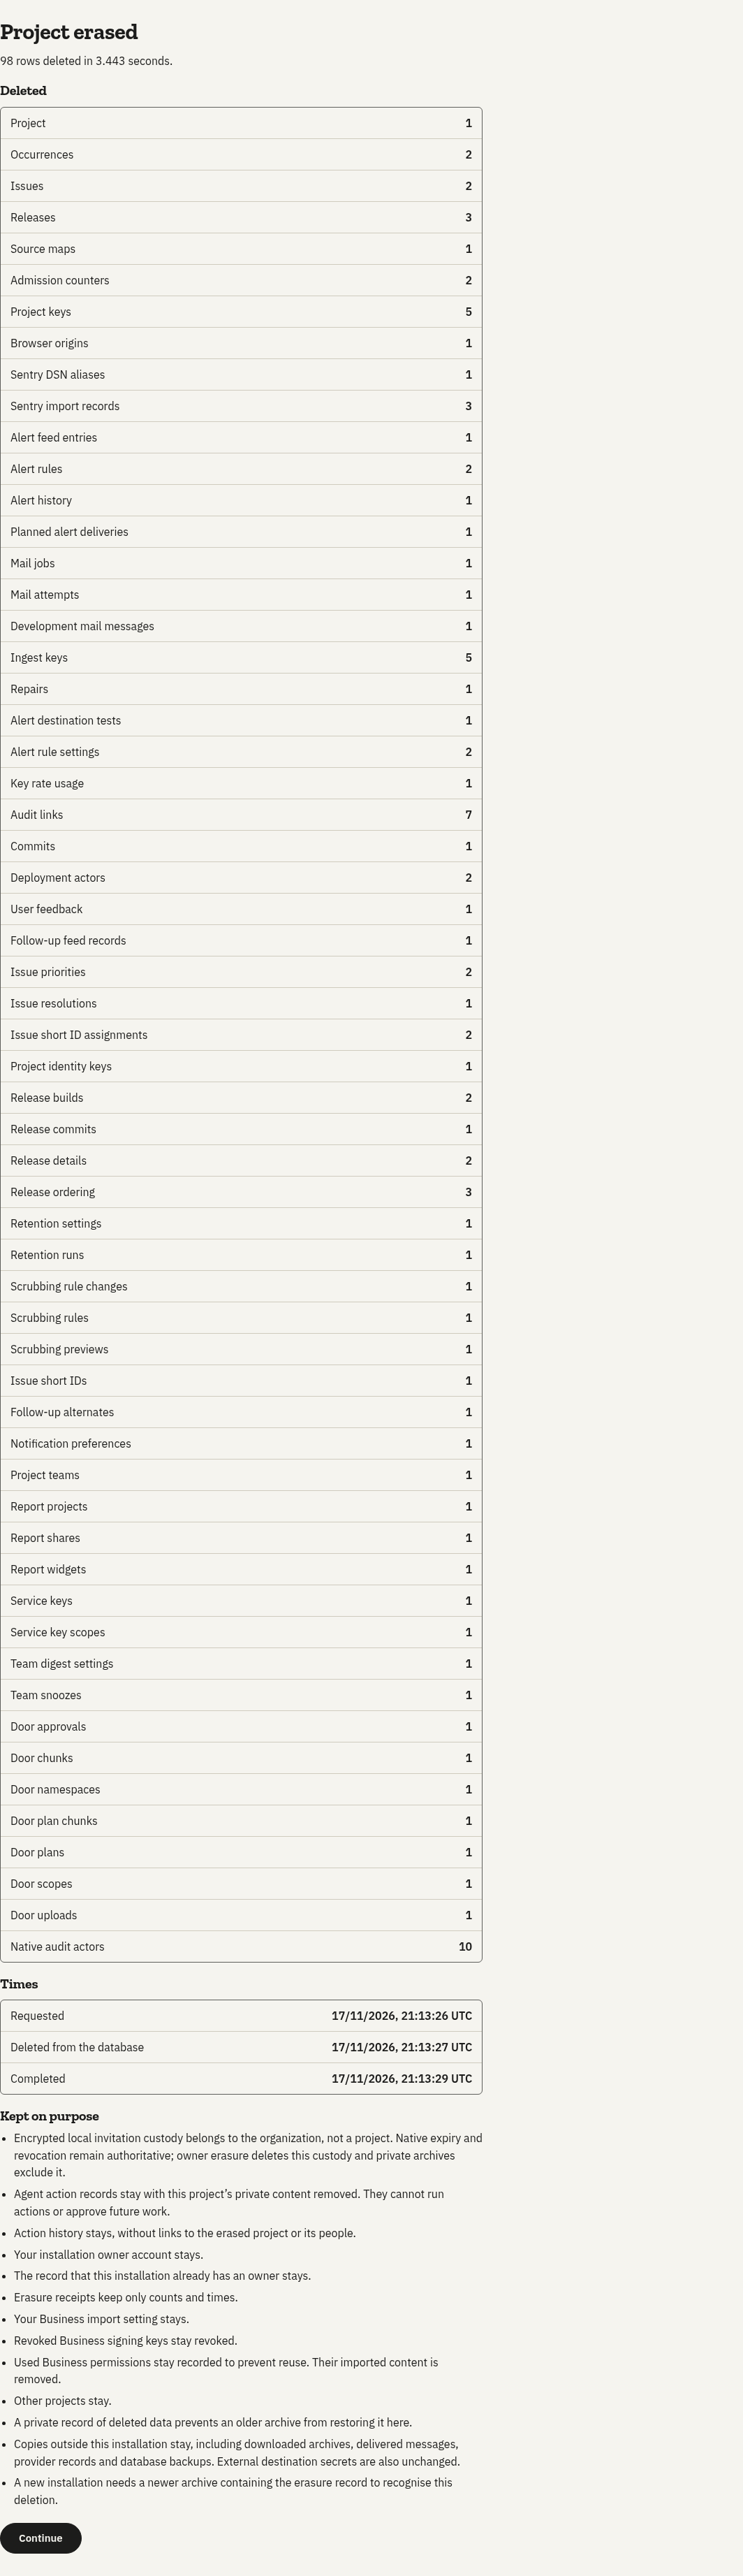 Project erased
98 rows deleted in 3.443 seconds.
Deleted
Project 1
Occurrences 2
Issues 2
Releases 3
Source maps 1
Admission counters 2
Project keys 5
Browser origins 1
Sentry DSN aliases 1
Sentry import records 3
Alert feed entries 1
Alert rules 2
Alert history 1
Planned alert deliveries 1
Mail jobs 1
Mail attempts 1
Development mail messages 1
Ingest keys 5
Repairs 1
Alert destination tests 1
Alert rule settings 2
Key rate usage 1
Audit links 7
Commits 1
Deployment actors 2
User feedback 1
Follow-up feed records 1
Issue priorities 2
Issue resolutions 1
Issue short ID assignments 2
Project identity keys 1
Release builds 2
Release commits 1
Release details 2
Release ordering 3
Retention settings 1
Retention runs 1
Scrubbing rule changes 1
Scrubbing rules 1
Scrubbing previews 1
Issue short IDs 1
Follow-up alternates 1
Notification preferences 1
Project teams 1
Report projects 1
Report shares 1
Report widgets 1
Service keys 1
Service key scopes 1
Team digest settings 1
Team snoozes 1
Door approvals 1
Door chunks 1
Door namespaces 1
Door plan chunks 1
Door plans 1
Door scopes 1
Door uploads 1
Native audit actors 10
Times
Requested 17/11/2026, 21:13:26 UTC
Deleted from the database 17/11/2026, 21:13:27 UTC
Completed 17/11/2026, 21:13:29 UTC
Kept on purpose
• Encrypted local invitation custody belongs to the organization, not a project. Native expiry and
revocation remain authoritative; owner erasure deletes this custody and private archives
exclude it.
• Agent action records stay with this project’s private content removed. They cannot run
actions or approve future work.
• Action history stays, without links to the erased project or its people.
• Your installation owner account stays.
• The record that this installation already has an owner stays.
• Erasure receipts keep only counts and times.
• Your Business import setting stays.
• Revoked Business signing keys stay revoked.
• Used Business permissions stay recorded to prevent reuse. Their imported content is
removed.
• Other projects stay.
• A private record of deleted data prevents an older archive from restoring it here.
• Copies outside this installation stay, including downloaded archives, delivered messages,
provider records and database backups. External destination secrets are also unchanged.
• A new installation needs a newer archive containing the erasure record to recognise this
deletion.
Continue